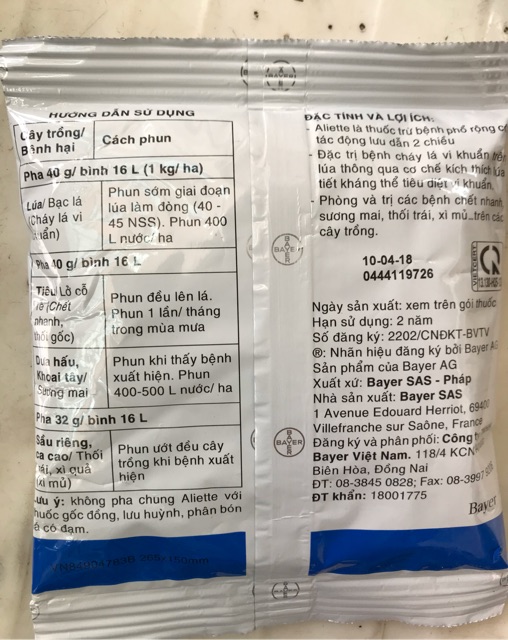 HƯỚNG DẪN SỬ DỤNG
Cây trồng/
Bệnh hại
Cách phun
Pha 40 g/ bình 16 L (1 kg/ ha)
Lúa/ Bạc lá
(Cháy lá vi
Phun sớm giai đoạn
lúa làm đòng (40 -
45 NSS). Phun 400
L nước/ ha
Pha 40 g/ bình 16 L
Tiêu Lở cổ
rễ (Chết
nhanh,
thối gốc)
Phun đều lên lá.
Phun 1 lần/ tháng
trong mùa mưa
Dưa hấu,
Khoai tây/
Sương mai
Phun khi thấy bệnh
xuất hiện. Phun
400-500 L nước/ ha
Pha 32 g/ bình 16 L
Sầu riêng,
ca cao/ Thối
trái, xì quả
(xì mủ)
Phun ướt đều cây
trồng khi bệnh xuất
hiện
Lưu ý: không pha chung Aliette với
thuốc gốc đồng, lưu huỳnh, phân bón
lá có đạm.
BAYER
BAYER
BAYER
BAYER
ĐẶC TÍNH VÀ LỢI ÍCH:
- Aliette là thuốc trừ bệnh phổ rộng
tác động lưu dẫn 2 chiều
- Đặc trị bệnh cháy lá vi khuẩn trên
lúa thông qua cơ chế kích thích lúa
tiết kháng thể tiêu diệt vi khuẩn.
- Phòng và trị các bệnh chết nhanh,
sương mai, thối trái, xì mủ...trên các
cây trồng.
10-04-18
0444119726
VIETCERT
Ngày sản xuất: xem trên gói thuốc
Hạn sử dụng: 2 năm
Số đăng ký: 2202/CNĐKT-BVTV
®: Nhãn hiệu đăng ký bởi Bayer AG
Sản phẩm của Bayer AG
Xuất xứ: Bayer SAS - Pháp
Nhà sản xuất: Bayer SAS
1 Avenue Edouard Herriot, 69400
Villefranche sur Saône, France
Đăng ký và phân phối: Công
Bayer Việt Nam. 118/4 KCN
Biên Hòa, Đồng Nai
ĐT: 08-3845 0828; Fax: 08-3997
ĐT khẩn: 18001775
Bayer